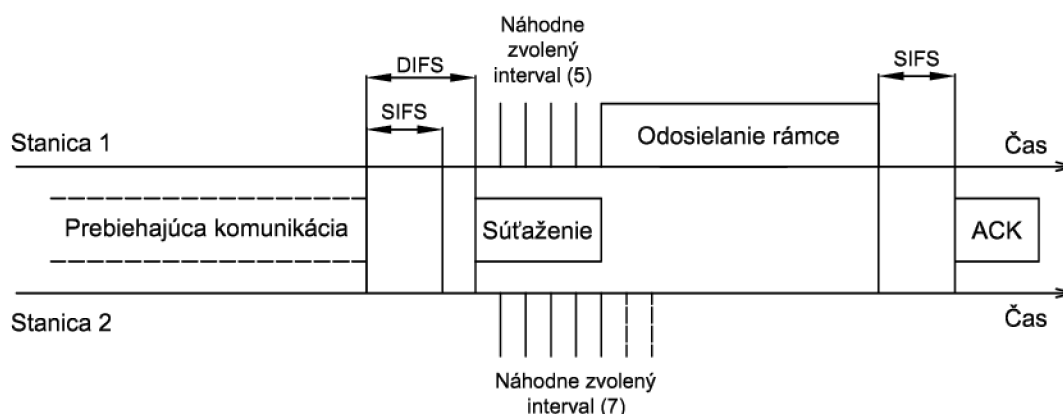 Náhodne
zvolený
interval (5)
DIFS
SIFS
SIFS
Stanica 1
Odosielanie rámce
Čas
Prebiehajúca komunikácia
Súťaženie
ACK
Stanica 2
Čas
Náhodne zvolený
interval (7)